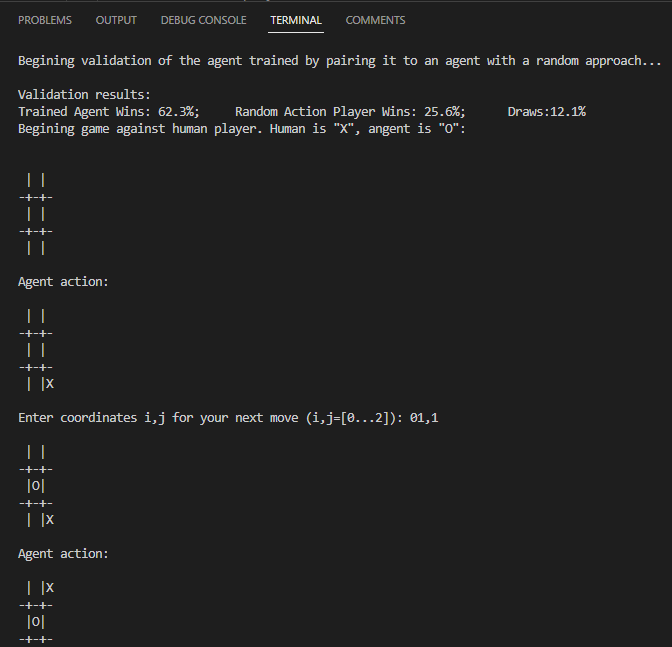 PROBLEMS OUTPUT DEBUG CONSOLE TERMINAL COMMENTS
Begining validation of the agent trained by pairing it to an agent with a random approach...
Validation results:
Trained Agent Wins: 62.3%; Random Action Player Wins: 25.6%; Draws:12.1%
Begining game against human player. Human is "X", angent is "O":
 | |
-+-+-
 | |
-+-+-
 | |
Agent action:
 | |
-+-+-
 | |
-+-+-
 | |X
Enter coordinates i,j for your next move (i,j=[0...2]): 01,1
 | |
-+-+-
 |O|
-+-+-
 | |X
Agent action:
 | |X
-+-+-
 |O|
-+-+-